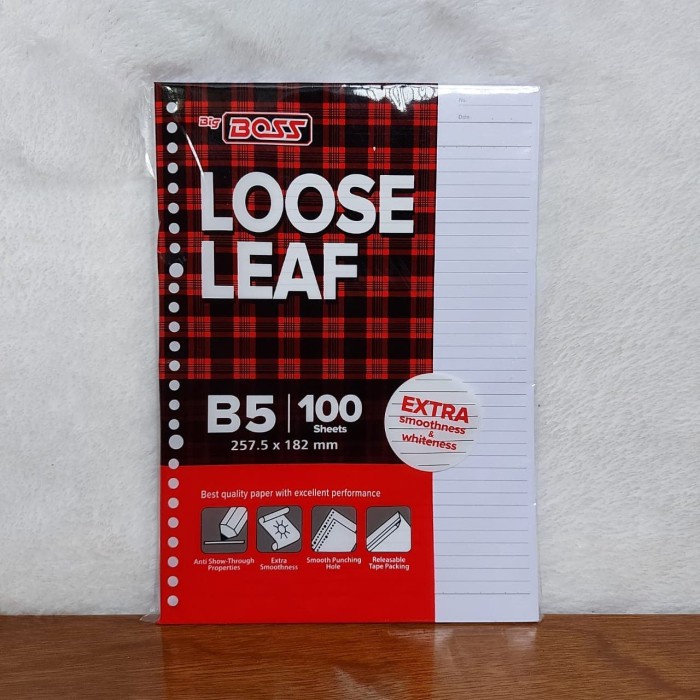 Big BOSS
No.
Date . .
LOOSE
LEAF
B5 | 100
Sheets
257.5 x 182 mm
EXTRA
smoothness
&
whiteness
Best quality paper with excellent performance
Anti Show-Through
Properties
Extra
Smoothness
Smooth Punching
Hole
Releasable
Tape Packing